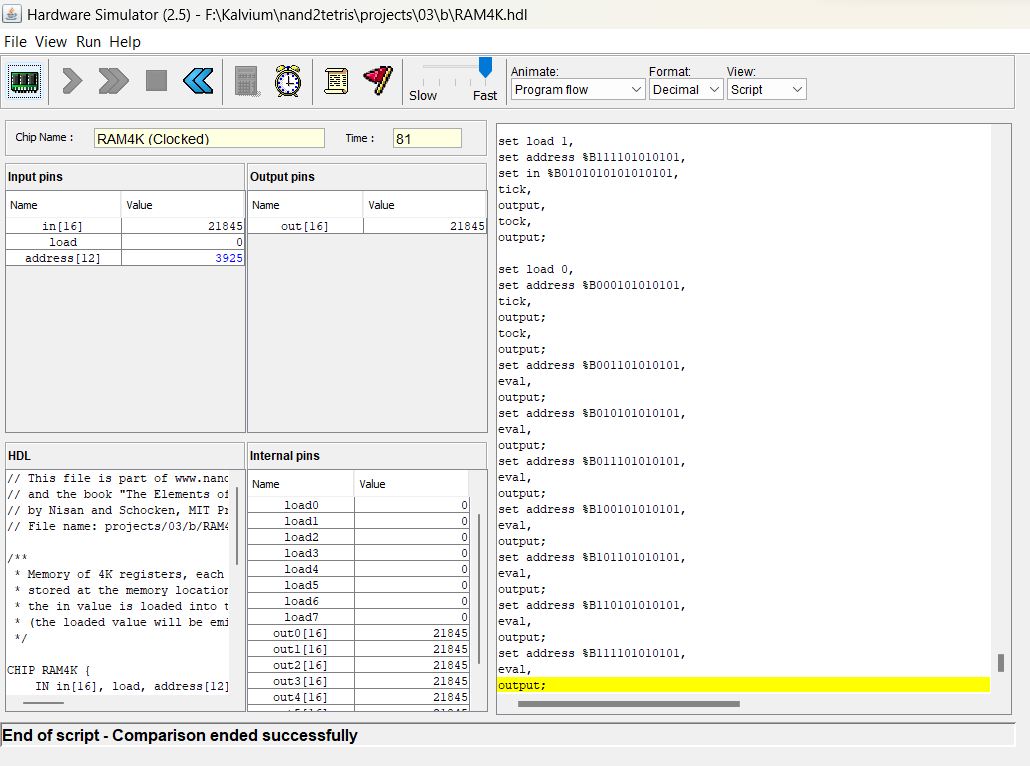 Hardware Simulator (2.5) - F:\Kalvium\nand2tetris\projects\03\b\RAM4K.hdl
File View Run Help
Slow Fast
Animate: Format: View:
Program flow Decimal Script
Chip Name : RAM4K (Clocked) Time : 81
Input pins
Name Value
in[16] 21845
load 0
address[12] 3925
Output pins
Name Value
out[16] 21845
HDL
// This file is part of www.nand
// and the book "The Elements of
// by Nisan and Schocken, MIT Pr
// File name: projects/03/b/RAM4
/**
* Memory of 4K registers, each
* stored at the memory location
* the in value is loaded into t
* (the loaded value will be emi
*/
CHIP RAM4K {
IN in[16], load, address[12]
Internal pins
Name Value
load0 0
load1 0
load2 0
load3 0
load4 0
load5 0
load6 0
load7 0
out0[16] 21845
out1[16] 21845
out2[16] 21845
out3[16] 21845
out4[16] 21845
set load 1,
set address %B111101010101,
set in %B0101010101010101,
tick,
output,
tock,
output;
set load 0,
set address %B000101010101,
tick,
output;
tock,
output;
set address %B001101010101,
eval,
output;
set address %B010101010101,
eval,
output;
set address %B011101010101,
eval,
output;
set address %B100101010101,
eval,
output;
set address %B101101010101,
eval,
output;
set address %B110101010101,
eval,
output;
set address %B111101010101,
eval,
output;
End of script - Comparison ended successfully